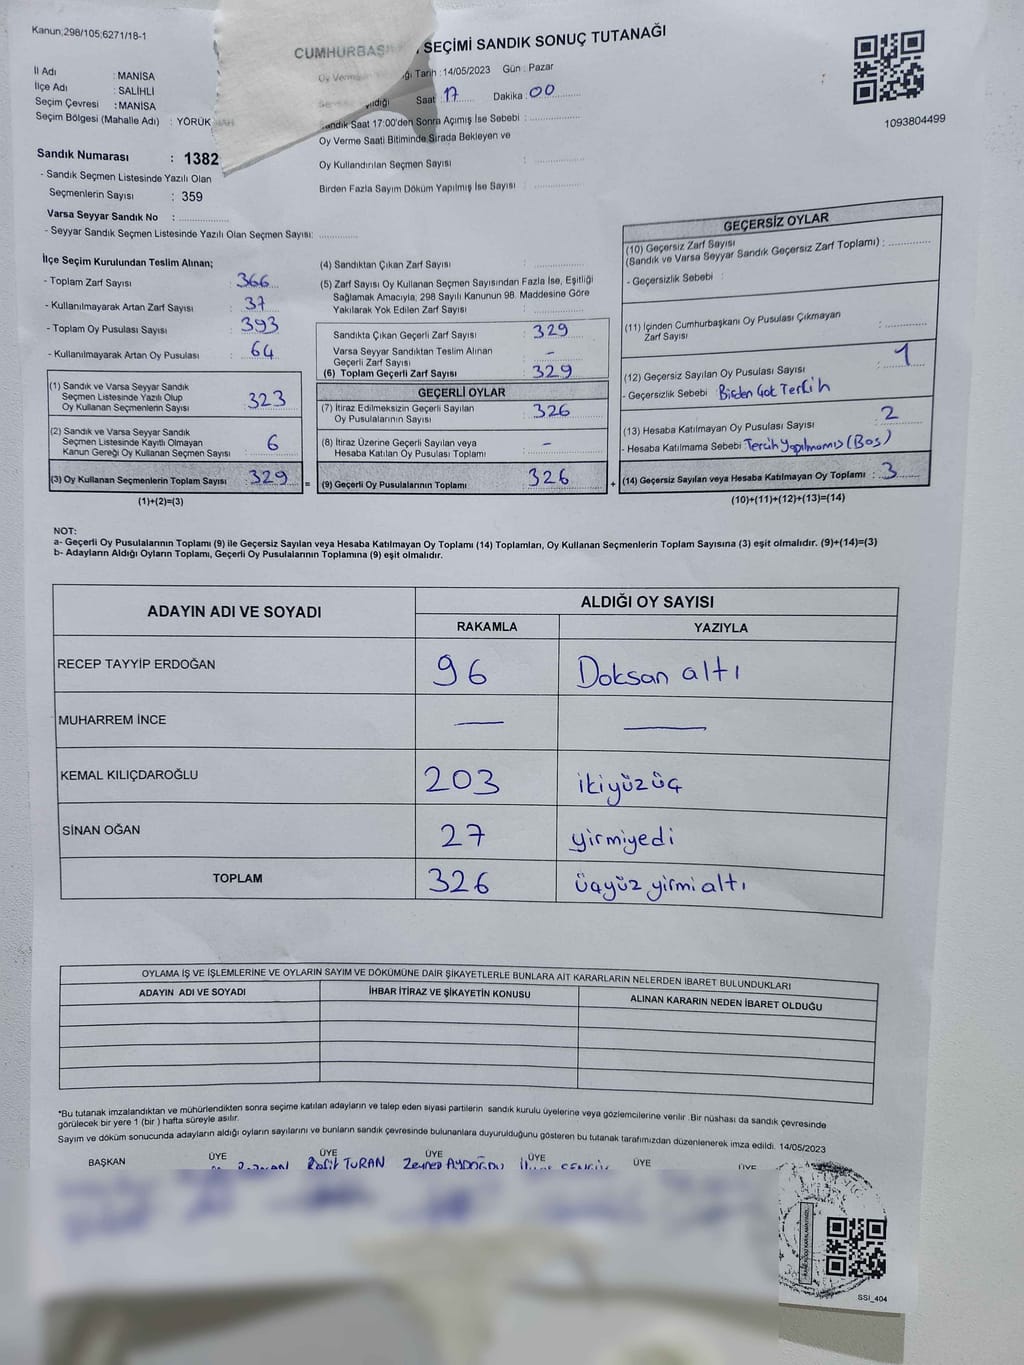 Kanun;298/105;6271/18-1
CUMHURBAŞ SEÇİMİ SANDIK SONUÇ TUTANAĞI
Tarih :14/05/2023 Gün : Pazar
Saat : 17 Dakika : 00
Sandık Saat 17:00'den Sonra Açımış İse Sebebi :
Oy Verme Saati Bitiminde Sırada Bekleyen ve
Oy Kullandırılan Seçmen Sayısı :
Birden Fazla Sayım Döküm Yapılmış İse Sayısı :
1093804499
İl Adı : MANİSA
İlçe Adı : SALİHLİ
Seçim Çevresi : MANİSA
Seçim Bölgesi (Mahalle Adı) : YÖRÜK
Sandık Numarası : 1382
- Sandık Seçmen Listesinde Yazılı Olan
Seçmenlerin Sayısı : 359
Varsa Seyyar Sandık No :
- Seyyar Sandık Seçmen Listesinde Yazılı Olan Seçmen Sayısı:
İlçe Seçim Kurulundan Teslim Alınan;
- Toplam Zarf Sayısı : 366
- Kullanılmayarak Artan Zarf Sayısı : 37
- Toplam Oy Pusulası Sayısı : 393
- Kullanılmayarak Artan Oy Pusulası : 64
(1) Sandık ve Varsa Seyyar Sandık
Seçmen Listesinde Yazılı Olup
Oy Kullanan Seçmenlerin Sayısı : 323
(2) Sandık ve Varsa Seyyar Sandık
Seçmen Listesinde Kayıtlı Olmayan
Kanun Gereği Oy Kullanan Seçmen Sayısı : 6
(3) Oy Kullanan Seçmenlerin Toplam Sayısı : 329
(1)+(2)=(3)
(4) Sandıktan Çıkan Zarf Sayısı :
(5) Zarf Sayısı Oy Kullanan Seçmen Sayısından Fazla İse, Eşitliği
Sağlamak Amacıyla, 298 Sayılı Kanunun 98. Maddesine Göre
Yakılarak Yok Edilen Zarf Sayısı :
Sandıkta Çıkan Geçerli Zarf Sayısı : 329
Varsa Seyyar Sandıktan Teslim Alınan
Geçerli Zarf Sayısı : -
(6) Toplam Geçerli Zarf Sayısı : 329
GEÇERLİ OYLAR
(7) İtiraz Edilmeksizin Geçerli Sayılan
Oy Pusulalarının Sayısı : 326
(8) İtiraz Üzerine Geçerli Sayılan veya
Hesaba Katılan Oy Pusulası Toplamı : -
= (9) Geçerli Oy Pusulalarının Toplamı : 326 +
GEÇERSİZ OYLAR
(10) Geçersiz Zarf Sayısı
(Sandık ve Varsa Seyyar Sandık Geçersiz Zarf Toplamı) :
- Geçersizlik Sebebi :
(11) İçinden Cumhurbaşkanı Oy Pusulası Çıkmayan
Zarf Sayısı :
(12) Geçersiz Sayılan Oy Pusulası Sayısı : 1
- Geçersizlik Sebebi : Birden Çok Tercih
(13) Hesaba Katılmayan Oy Pusulası Sayısı : 2
- Hesaba Katılmama Sebebi : Tercih Yapılmamış (Boş)
(14) Geçersiz Sayılan veya Hesaba Katılmayan Oy Toplamı : 3
(10)+(11)+(12)+(13)=(14)
NOT:
a- Geçerli Oy Pusulalarının Toplamı (9) ile Geçersiz Sayılan veya Hesaba Katılmayan Oy Toplamı (14) Toplamları, Oy Kullanan Seçmenlerin Toplam Sayısına (3) eşit olmalıdır. (9)+(14)=(3)
b- Adayların Aldığı Oyların Toplamı, Geçerli Oy Pusulalarının Toplamına (9) eşit olmalıdır.
ADAYIN ADI VE SOYADI ALDIĞI OY SAYISI
RAKAMLA YAZIYLA
RECEP TAYYİP ERDOĞAN 96 Doksan altı
MUHARREM İNCE — —
KEMAL KILIÇDAROĞLU 203 ikiyüzüç
SİNAN OĞAN 27 yirmiyedi
TOPLAM 326 üçyüz yirmi altı
OYLAMA İŞ VE İŞLEMLERİNE VE OYLARIN SAYIM VE DÖKÜMÜNE DAİR ŞİKAYETLERLE BUNLARA AİT KARARLARIN NELERDEN İBARET BULUNDUKLARI
ADAYIN ADI VE SOYADI İHBAR İTİRAZ VE ŞİKAYETİN KONUSU ALINAN KARARIN NEDEN İBARET OLDUĞU
*Bu tutanak imzalandıktan ve mühürlendikten sonra seçime katılan adayların ve talep eden siyasi partilerin sandık kurulu üyelerine veya gözlemcilerine verilir .Bir nüshası da sandık çevresinde
görülecek bir yere 1 (bir ) hafta süreyle asılır.
Sayım ve döküm sonucunda adayların aldığı oyların sayılarını ve bunların sandık çevresinde bulunanlara duyurulduğunu gösteren bu tutanak tarafımızdan düzenlenerek imza edildi. 14/05/2023
BAŞKAN ÜYE ÜYE ÜYE ÜYE ÜYE ÜYE
TURAN Zeynep AYDOĞDU
SSI_404